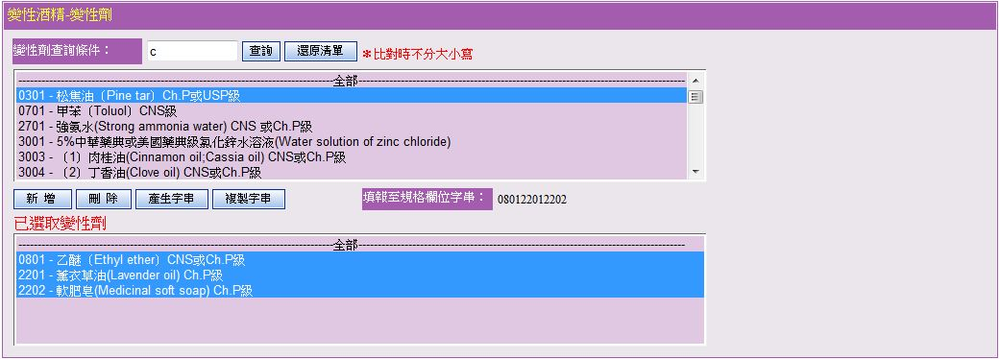 變性酒精-變性劑
變性劑查詢條件： c 查詢 還原清單 ＊比對時不分大小寫
全部
0301 - 松焦油〔Pine tar〕Ch.P或USP級
0701 - 甲苯〔Toluol〕CNS級
2701 - 強氨水(Strong ammonia water) CNS 或Ch.P級
3001 - 5%中華藥典或美國藥典級氯化鋅水溶液(Water solution of zinc chloride)
3003 - 〔1〕肉桂油(Cinnamon oil;Cassia oil) CNS或Ch.P級
3004 - 〔2〕丁香油(Clove oil) CNS或Ch.P級
新 增 刪 除 產生字串 複製字串 填報至規格欄位字串： 080122012202
已選取變性劑
全部
0801 - 乙醚〔Ethyl ether〕CNS或Ch.P級
2201 - 薰衣草油(Lavender oil) Ch.P級
2202 - 軟肥皂(Medicinal soft soap) Ch.P級